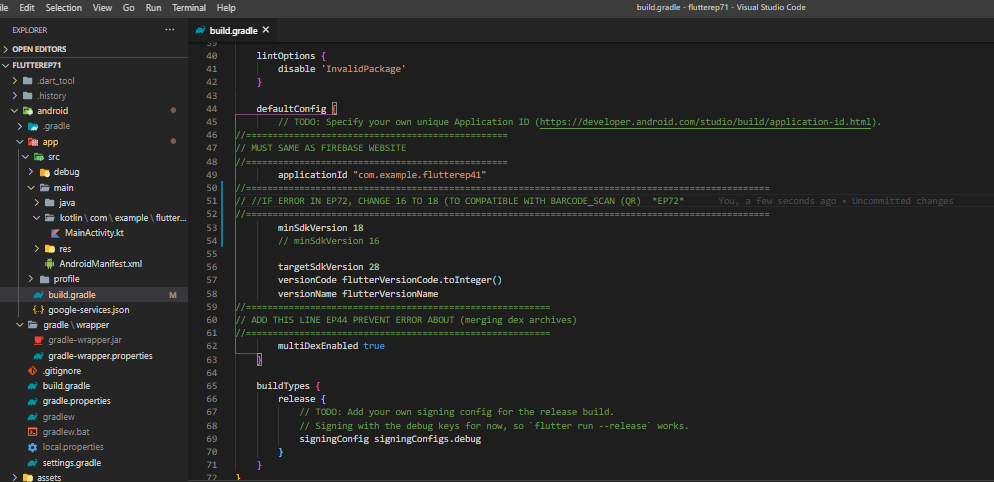 ile Edit Selection View Go Run Terminal Help
build.gradle - flutterep71 - Visual Studio Code
EXPLORER ···
OPEN EDITORS
FLUTTEREP71
.dart_tool
.history
android
.gradle
app
src
debug
main
java
kotlin \ com \ example \ flutter...
MainActivity.kt
res
AndroidManifest.xml
profile
build.gradle M
google-services.json
gradle \ wrapper
gradle-wrapper.jar
gradle-wrapper.properties
.gitignore
build.gradle
gradle.properties
gradlew
gradlew.bat
local.properties
settings.gradle
assets
build.gradle
39
40 lintOptions {
41 disable 'InvalidPackage'
42 }
43
44 defaultConfig {
45 // TODO: Specify your own unique Application ID (https://developer.android.com/studio/build/application-id.html).
46 //=================================================
47 // MUST SAME AS FIREBASE WEBSITE
48 //=================================================
49 applicationId "com.example.flutterep41"
50 //==================================================================================================
51 // //IF ERROR IN EP72, CHANGE 16 TO 18 (TO COMPATIBLE WITH BARCODE_SCAN (QR) *EP72* You, a few seconds ago • Uncommitted changes
52 //==================================================================================================
53 minSdkVersion 18
54 // minSdkVersion 16
55
56 targetSdkVersion 28
57 versionCode flutterVersionCode.toInteger()
58 versionName flutterVersionName
59 //=========================================================
60 // ADD THIS LINE EP44 PREVENT ERROR ABOUT (merging dex archives)
61 //=========================================================
62 multiDexEnabled true
63 }
64
65 buildTypes {
66 release {
67 // TODO: Add your own signing config for the release build.
68 // Signing with the debug keys for now, so `flutter run --release` works.
69 signingConfig signingConfigs.debug
70 }
71 }
72 }